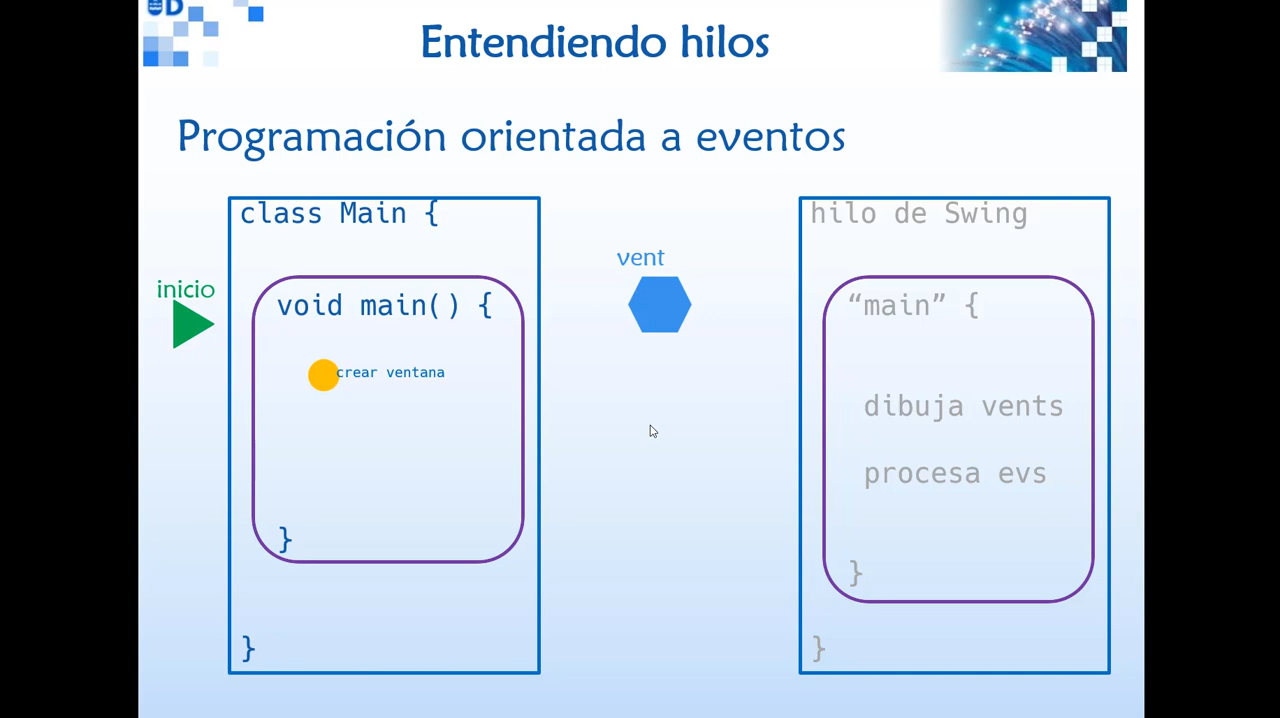 Entendiendo hilos
Programación orientada a eventos
class Main {
hilo de Swing
vent
inicio
void main() {
“main” {
crear ventana
dibuja vents
procesa evs
}
}
}
}